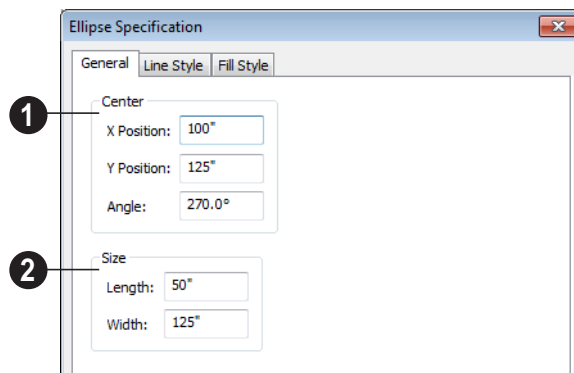 Ellipse Specification
General Line Style Fill Style
1
Center
X Position: 100"
Y Position: 125"
Angle: 270.0°
2
Size
Length: 50"
Width: 125"